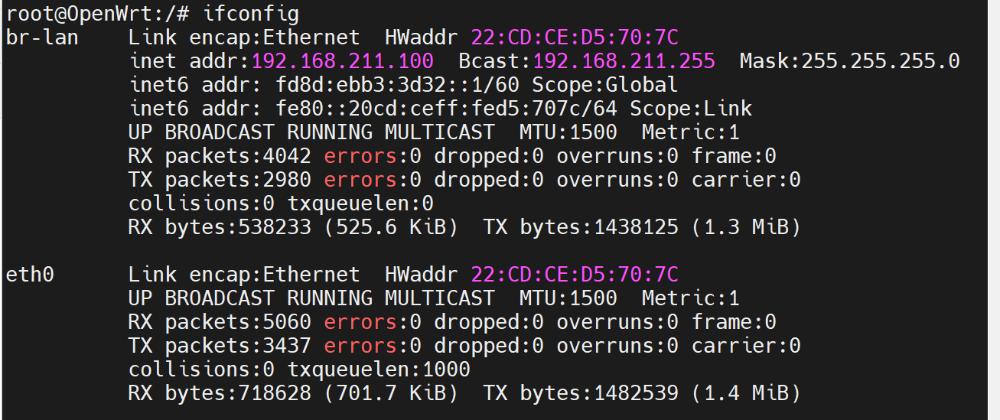 root@OpenWrt:/# ifconfig
br-lan    Link encap:Ethernet  HWaddr 22:CD:CE:D5:70:7C
          inet addr:192.168.211.100  Bcast:192.168.211.255  Mask:255.255.255.0
          inet6 addr: fd8d:ebb3:3d32::1/60 Scope:Global
          inet6 addr: fe80::20cd:ceff:fed5:707c/64 Scope:Link
          UP BROADCAST RUNNING MULTICAST  MTU:1500  Metric:1
          RX packets:4042 errors:0 dropped:0 overruns:0 frame:0
          TX packets:2980 errors:0 dropped:0 overruns:0 carrier:0
          collisions:0 txqueuelen:0
          RX bytes:538233 (525.6 KiB)  TX bytes:1438125 (1.3 MiB)

eth0      Link encap:Ethernet  HWaddr 22:CD:CE:D5:70:7C
          UP BROADCAST RUNNING MULTICAST  MTU:1500  Metric:1
          RX packets:5060 errors:0 dropped:0 overruns:0 frame:0
          TX packets:3437 errors:0 dropped:0 overruns:0 carrier:0
          collisions:0 txqueuelen:1000
          RX bytes:718628 (701.7 KiB)  TX bytes:1482539 (1.4 MiB)